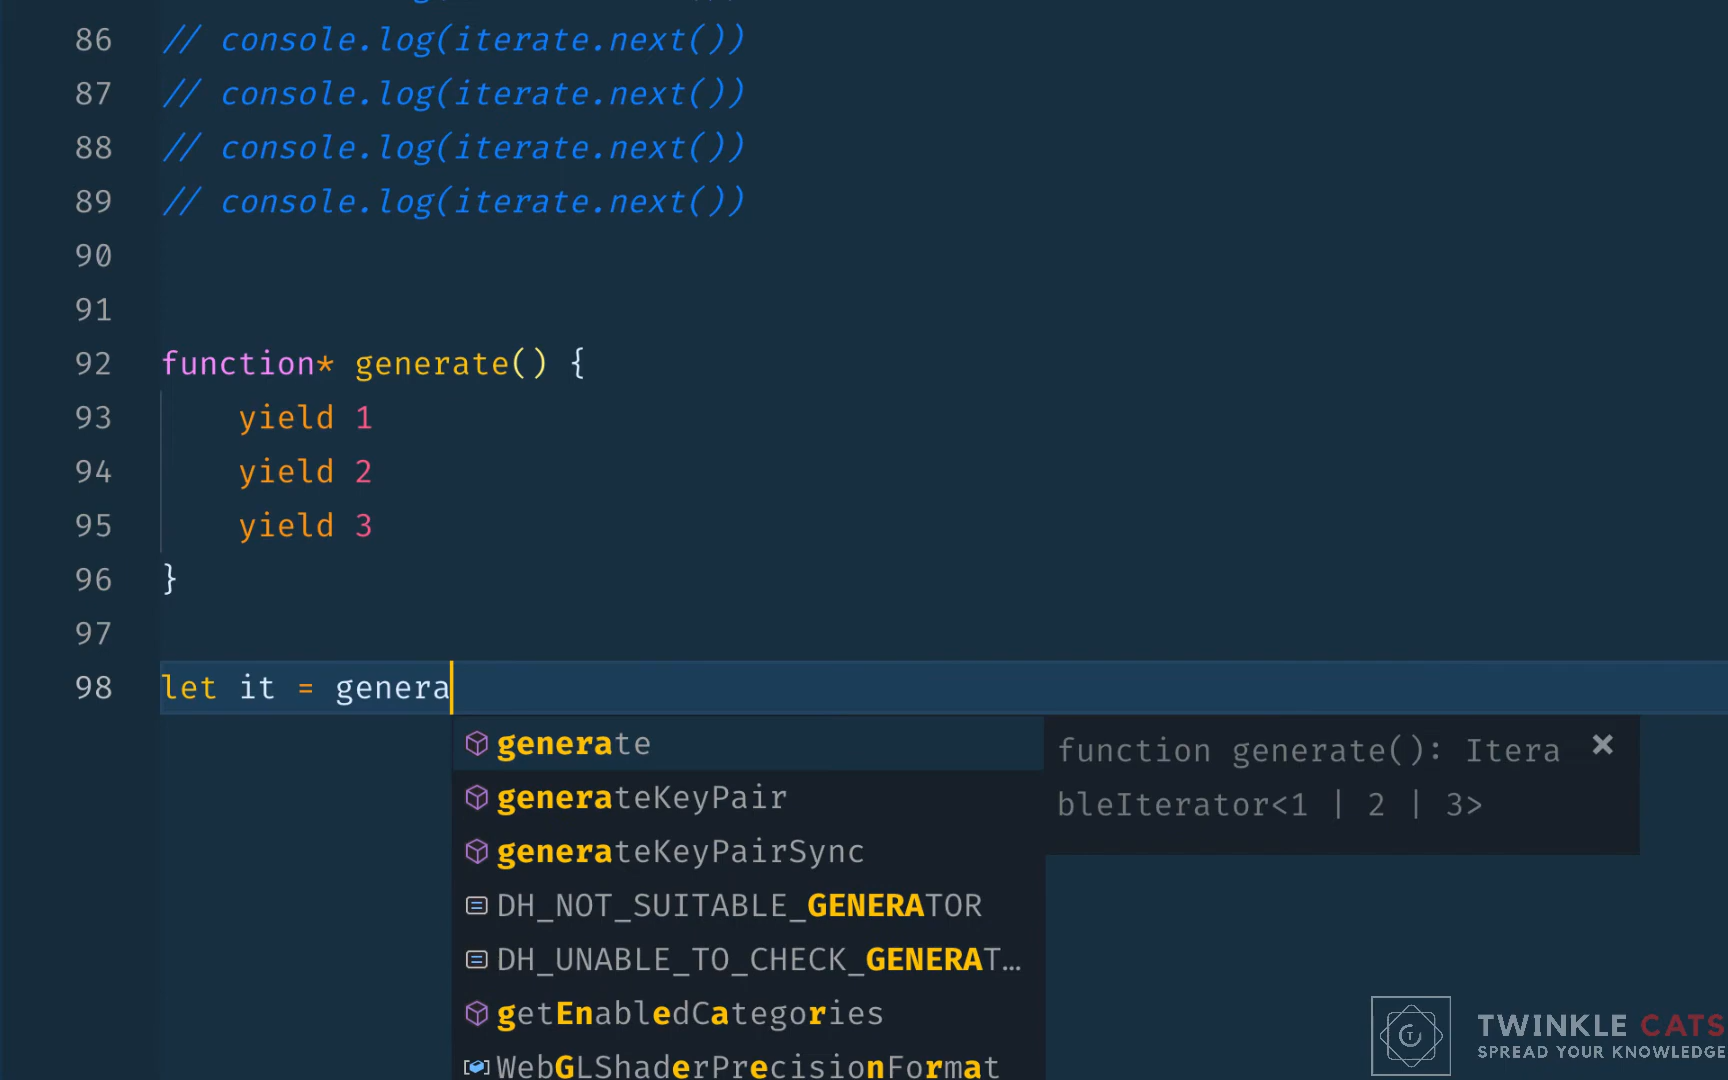 86 // console.log(iterate.next())
87 // console.log(iterate.next())
88 // console.log(iterate.next())
89 // console.log(iterate.next())
90
91
92 function* generate() {
93     yield 1
94     yield 2
95     yield 3
96 }
97
98 let it = genera
generate
generateKeyPair
generateKeyPairSync
DH_NOT_SUITABLE_GENERATOR
DH_UNABLE_TO_CHECK_GENERAT…
getEnabledCategories
WebGLShaderPrecisionFormat
function generate(): Itera
bleIterator<1 | 2 | 3>
TWINKLE CATS
SPREAD YOUR KNOWLEDGE